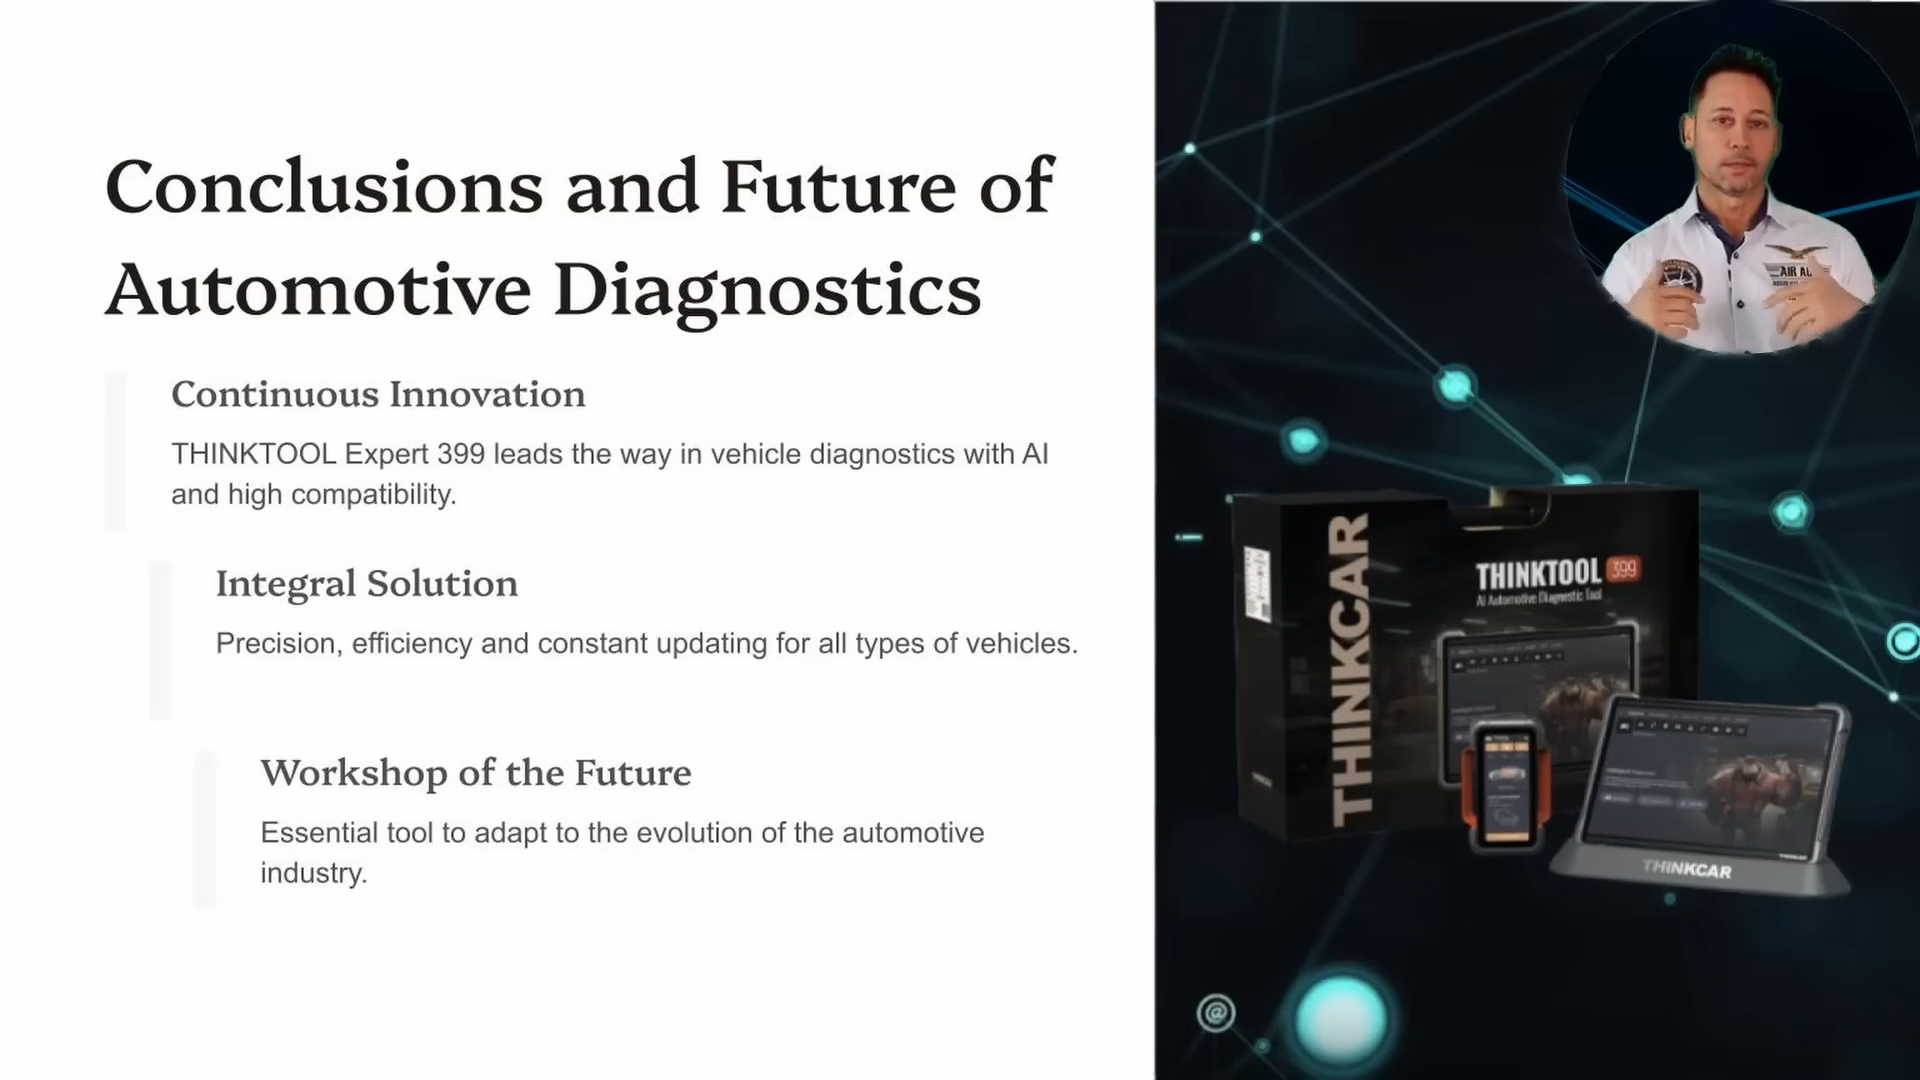 Conclusions and Future of
Automotive Diagnostics
Continuous Innovation
THINKTOOL Expert 399 leads the way in vehicle diagnostics with AI
and high compatibility.
Integral Solution
Precision, efficiency and constant updating for all types of vehicles.
Workshop of the Future
Essential tool to adapt to the evolution of the automotive
industry.
AIR AL
THINKCAR
THINKTOOL 399
AI Automotive Diagnostic Tool
THINKCAR
@